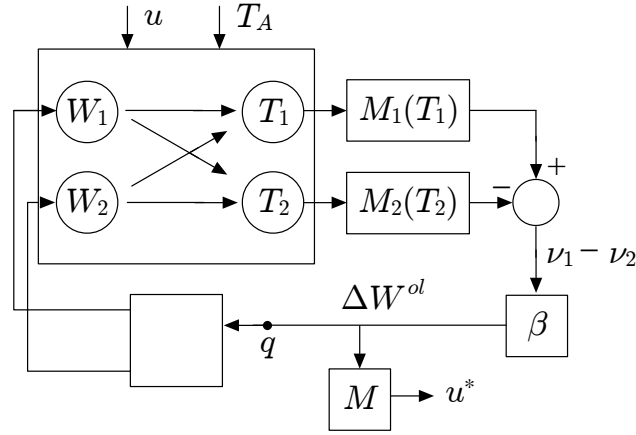 u T_A
W_1 T_1 M_1(T_1)
+
W_2 T_2 M_2(T_2) −
ν_1 − ν_2
ΔW^{ol}
β
q
M u^*